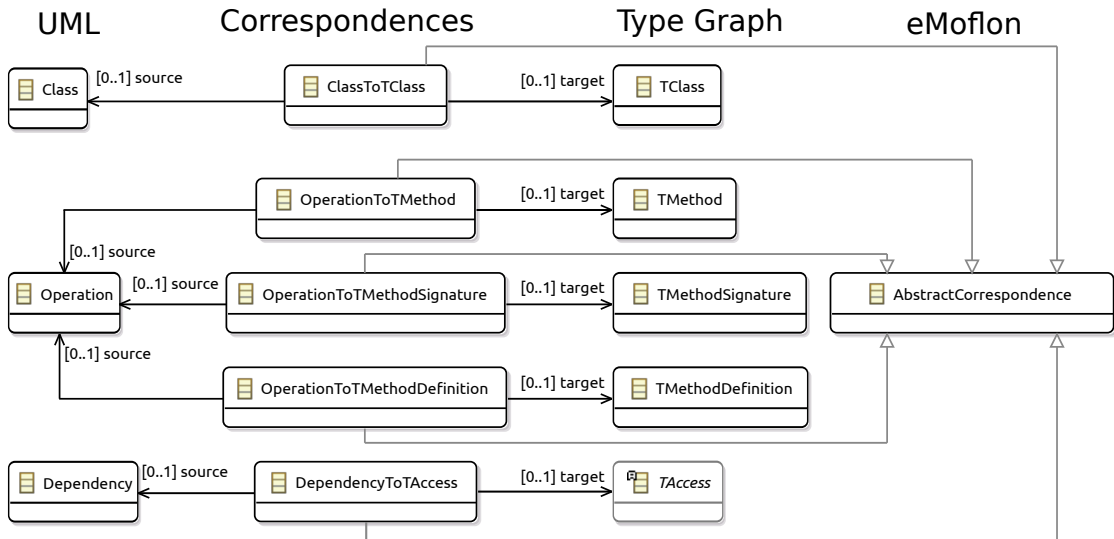 UML Correspondences Type Graph eMoflon
[0..1] source [0..1] target
Class ClassToTClass TClass
[0..1] target
OperationToTMethod TMethod
[0..1] source
[0..1] source [0..1] target
Operation OperationToTMethodSignature TMethodSignature AbstractCorrespondence
[0..1] source
[0..1] target
OperationToTMethodDefinition TMethodDefinition
[0..1] source [0..1] target
Dependency DependencyToTAccess TAccess